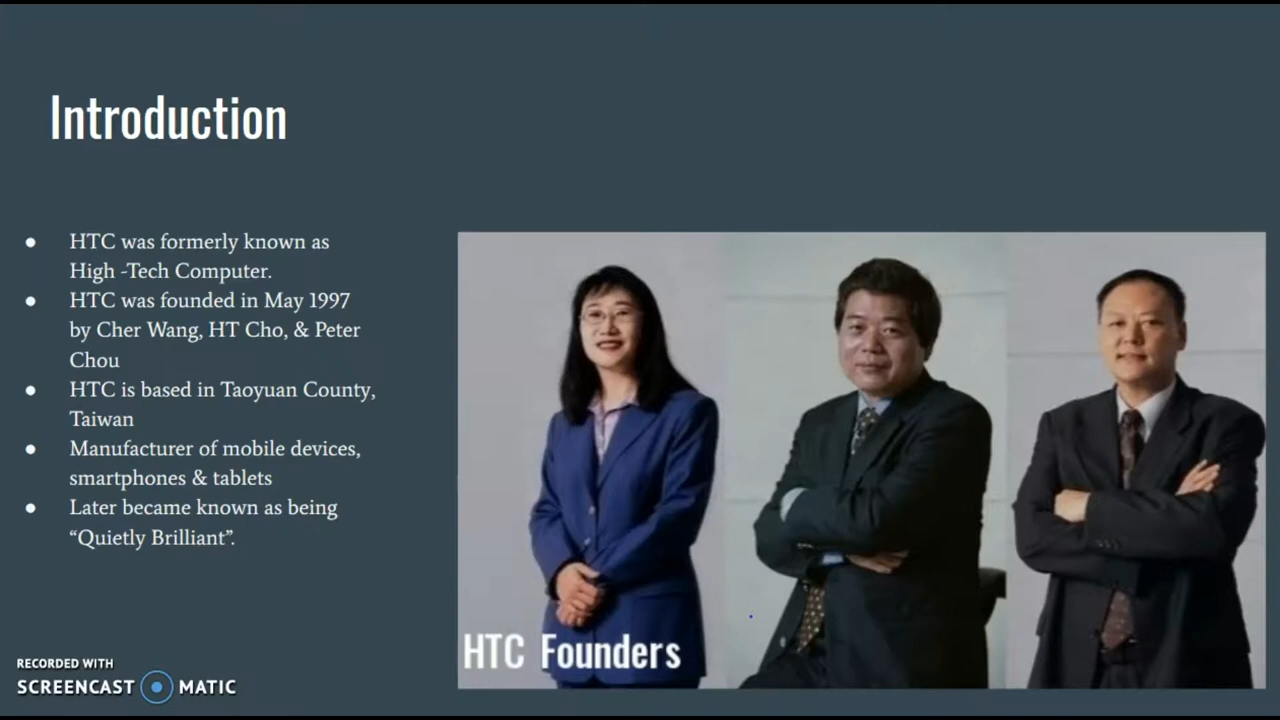 Introduction
● HTC was formerly known as
High -Tech Computer.
● HTC was founded in May 1997
by Cher Wang, HT Cho, & Peter
Chou
● HTC is based in Taoyuan County,
Taiwan
● Manufacturer of mobile devices,
smartphones & tablets
● Later became known as being
“Quietly Brilliant”.
HTC Founders
RECORDED WITH
SCREENCAST MATIC